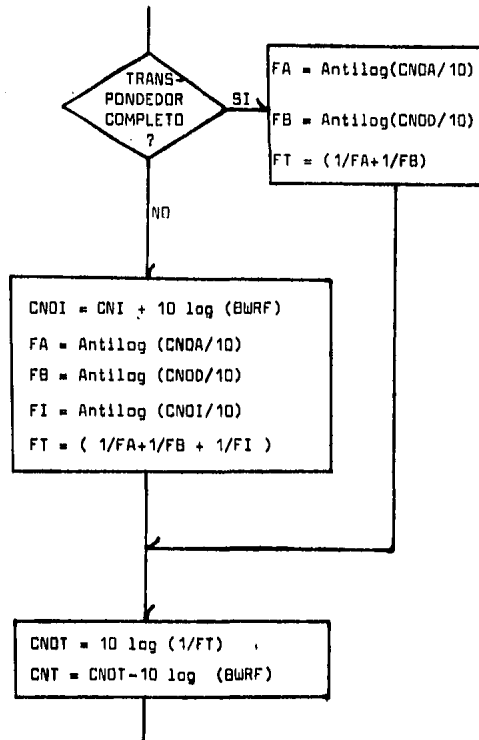 TRANS-
PONDEDOR
COMPLETO
?
SI
FA = Antilog(CNOA/10)
FB = Antilog(CNOD/10)
FT = (1/FA+1/FB)
NO
CNOI = CNI + 10 log (BWRF)
FA = Antilog (CNOA/10)
FB = Antilog (CNOD/10)
FI = Antilog (CNOI/10)
FT = ( 1/FA+1/FB + 1/FI )
CNOT = 10 log (1/FT)
CNT = CNOT-10 log (BWRF)